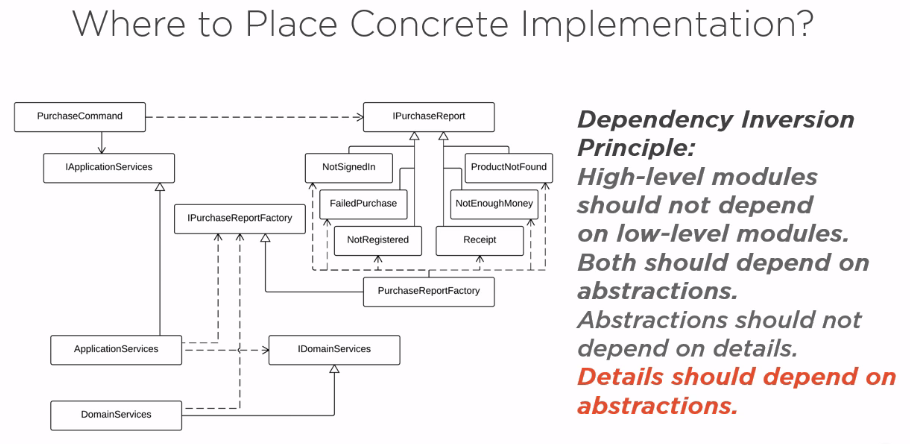 Where to Place Concrete Implementation?
PurchaseCommand
IPurchaseReport
IApplicationServices
NotSignedIn
ProductNotFound
IPurchaseReportFactory
FailedPurchase
NotEnoughMoney
NotRegistered
Receipt
PurchaseReportFactory
ApplicationServices
IDomainServices
DomainServices
Dependency Inversion
Principle:
High-level modules
should not depend
on low-level modules.
Both should depend on
abstractions.
Abstractions should not
depend on details.
Details should depend on
abstractions.